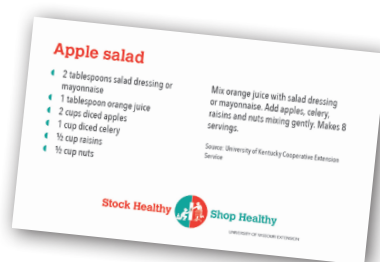 Apple salad
2 tablespoons salad dressing or
mayonnaise
1 tablespoon orange juice
2 cups diced apples
1 cup diced celery
½ cup raisins
½ cup nuts
Mix orange juice with salad dressing
or mayonnaise. Add apples, celery,
raisins and nuts mixing gently. Makes 8
servings.
Source: University of Kentucky Cooperative Extension
Service
Stock Healthy Shop Healthy
UNIVERSITY OF MISSOURI EXTENSION